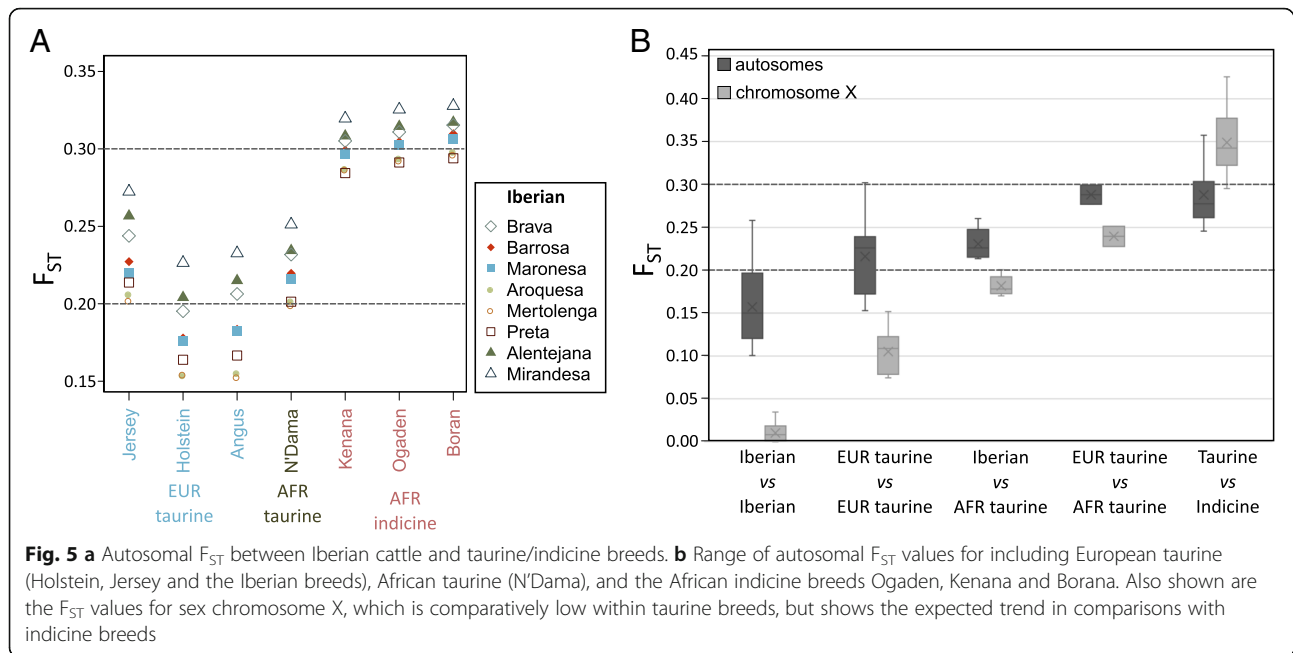 A
0.35
0.30
0.20
0.15
F_ST
Jersey
Holstein
Angus
N'Dama
Kenana
Ogaden
Boran
EUR
taurine
AFR
taurine
AFR
indicine
Iberian
Brava
Barrosa
Maronesa
Aroquesa
Mertolenga
Preta
Alentejana
Mirandesa
B
autosomes
chromosome X
0.45
0.40
0.35
0.30
0.25
0.20
0.15
0.10
0.05
0.00
F_ST
Iberian
vs
Iberian
EUR taurine
vs
EUR taurine
Iberian
vs
AFR taurine
EUR taurine
vs
AFR taurine
Taurine
vs
Indicine
Fig. 5 a Autosomal F_ST between Iberian cattle and taurine/indicine breeds. b Range of autosomal F_ST values for including European taurine
(Holstein, Jersey and the Iberian breeds), African taurine (N'Dama), and the African indicine breeds Ogaden, Kenana and Borana. Also shown are
the F_ST values for sex chromosome X, which is comparatively low within taurine breeds, but shows the expected trend in comparisons with
indicine breeds